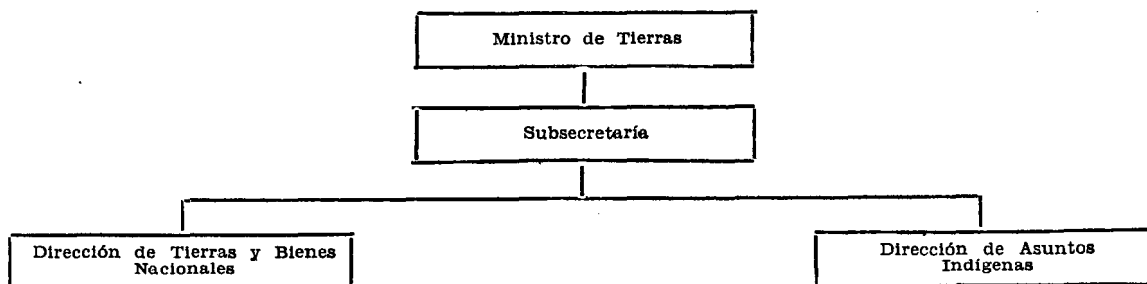 Ministro de Tierras
Subsecretaría
Dirección de Tierras y Bienes
Nacionales
Dirección de Asuntos
Indígenas